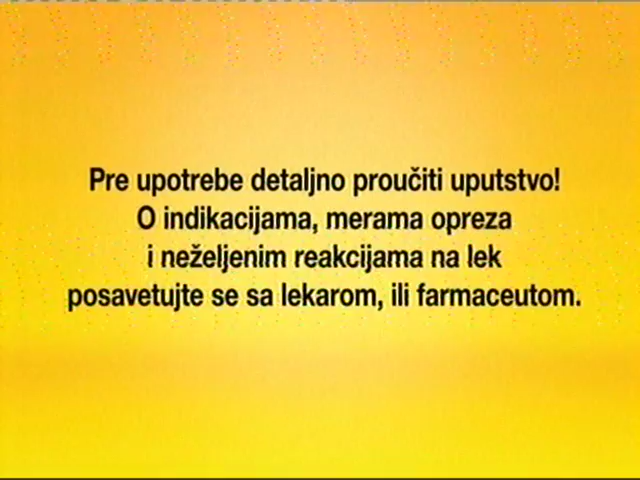 Pre upotrebe detaljno proučiti uputstvo!
O indikacijama, merama opreza
i neželjenim reakcijama na lek
posavetujte se sa lekarom, ili farmaceutom.